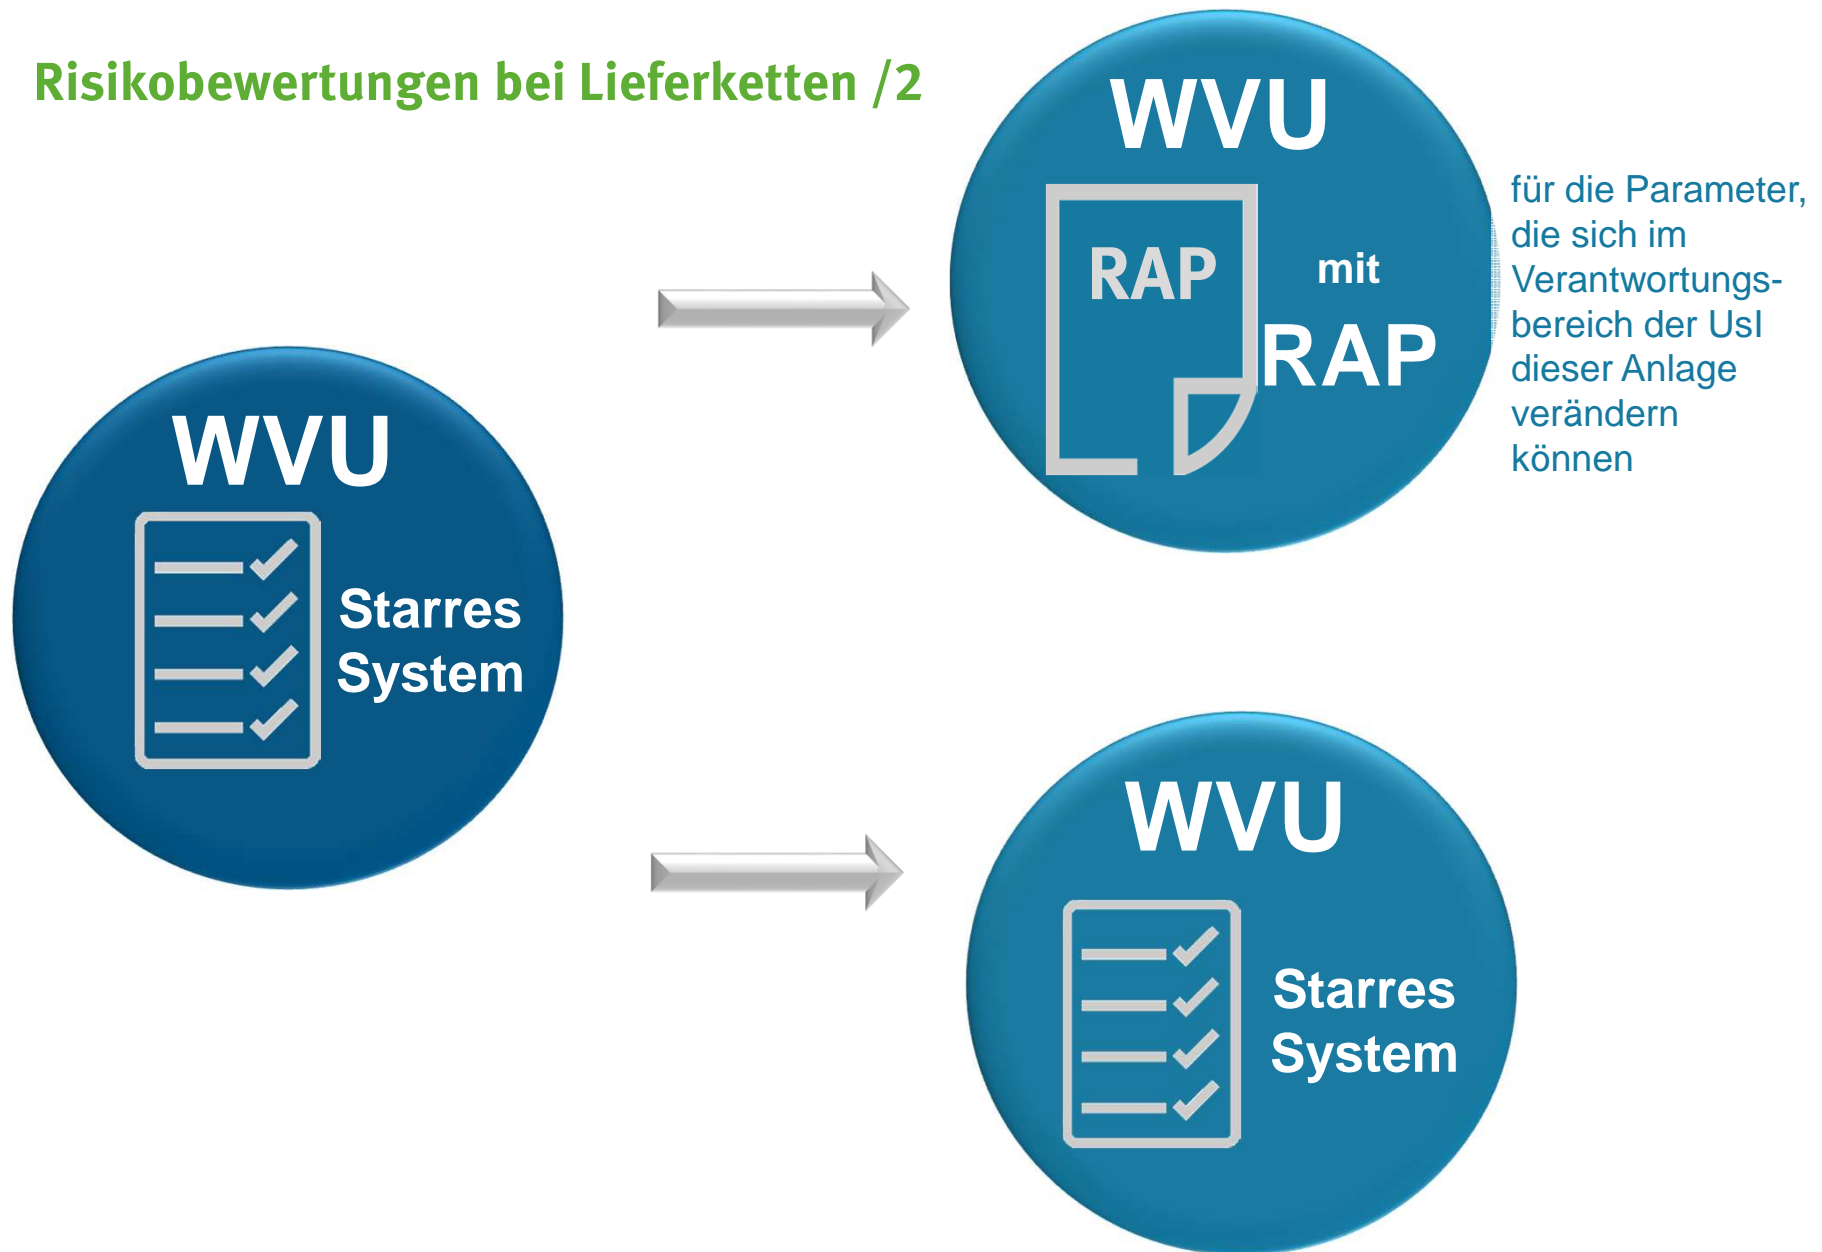 Risikobewertungen bei Lieferketten /2
WVU
Starres
System
WVU
RAP
mit
RAP
für die Parameter,
die sich im
Verantwortungs-
bereich der UsI
dieser Anlage
verändern
können
WVU
Starres
System